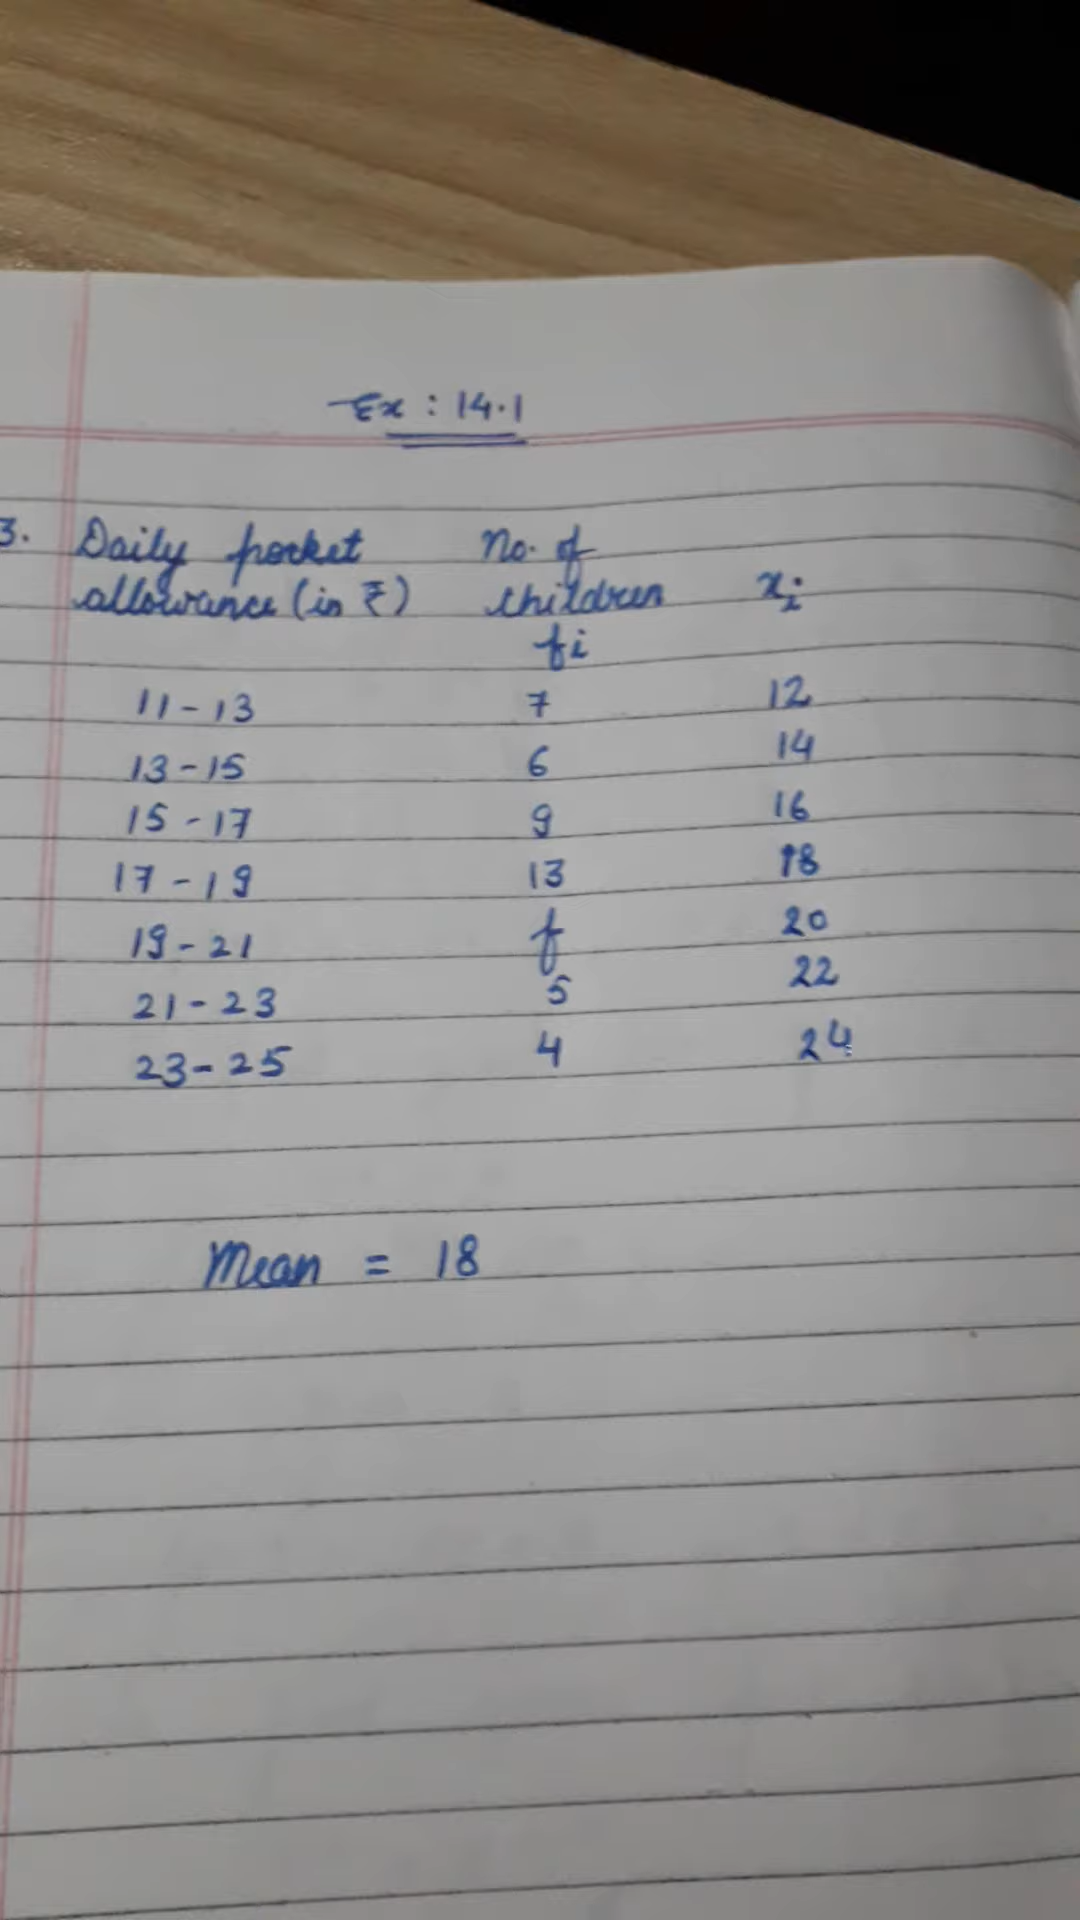 Ex : 14.1
3. Daily pocket No. of
allowance (in ₹) children xi
fi
11 - 13 7 12
13 - 15 6 14
15 - 17 9 16
17 - 19 13 18
19 - 21 f 20
21 - 23 5 22
23 - 25 4 24
Mean = 18